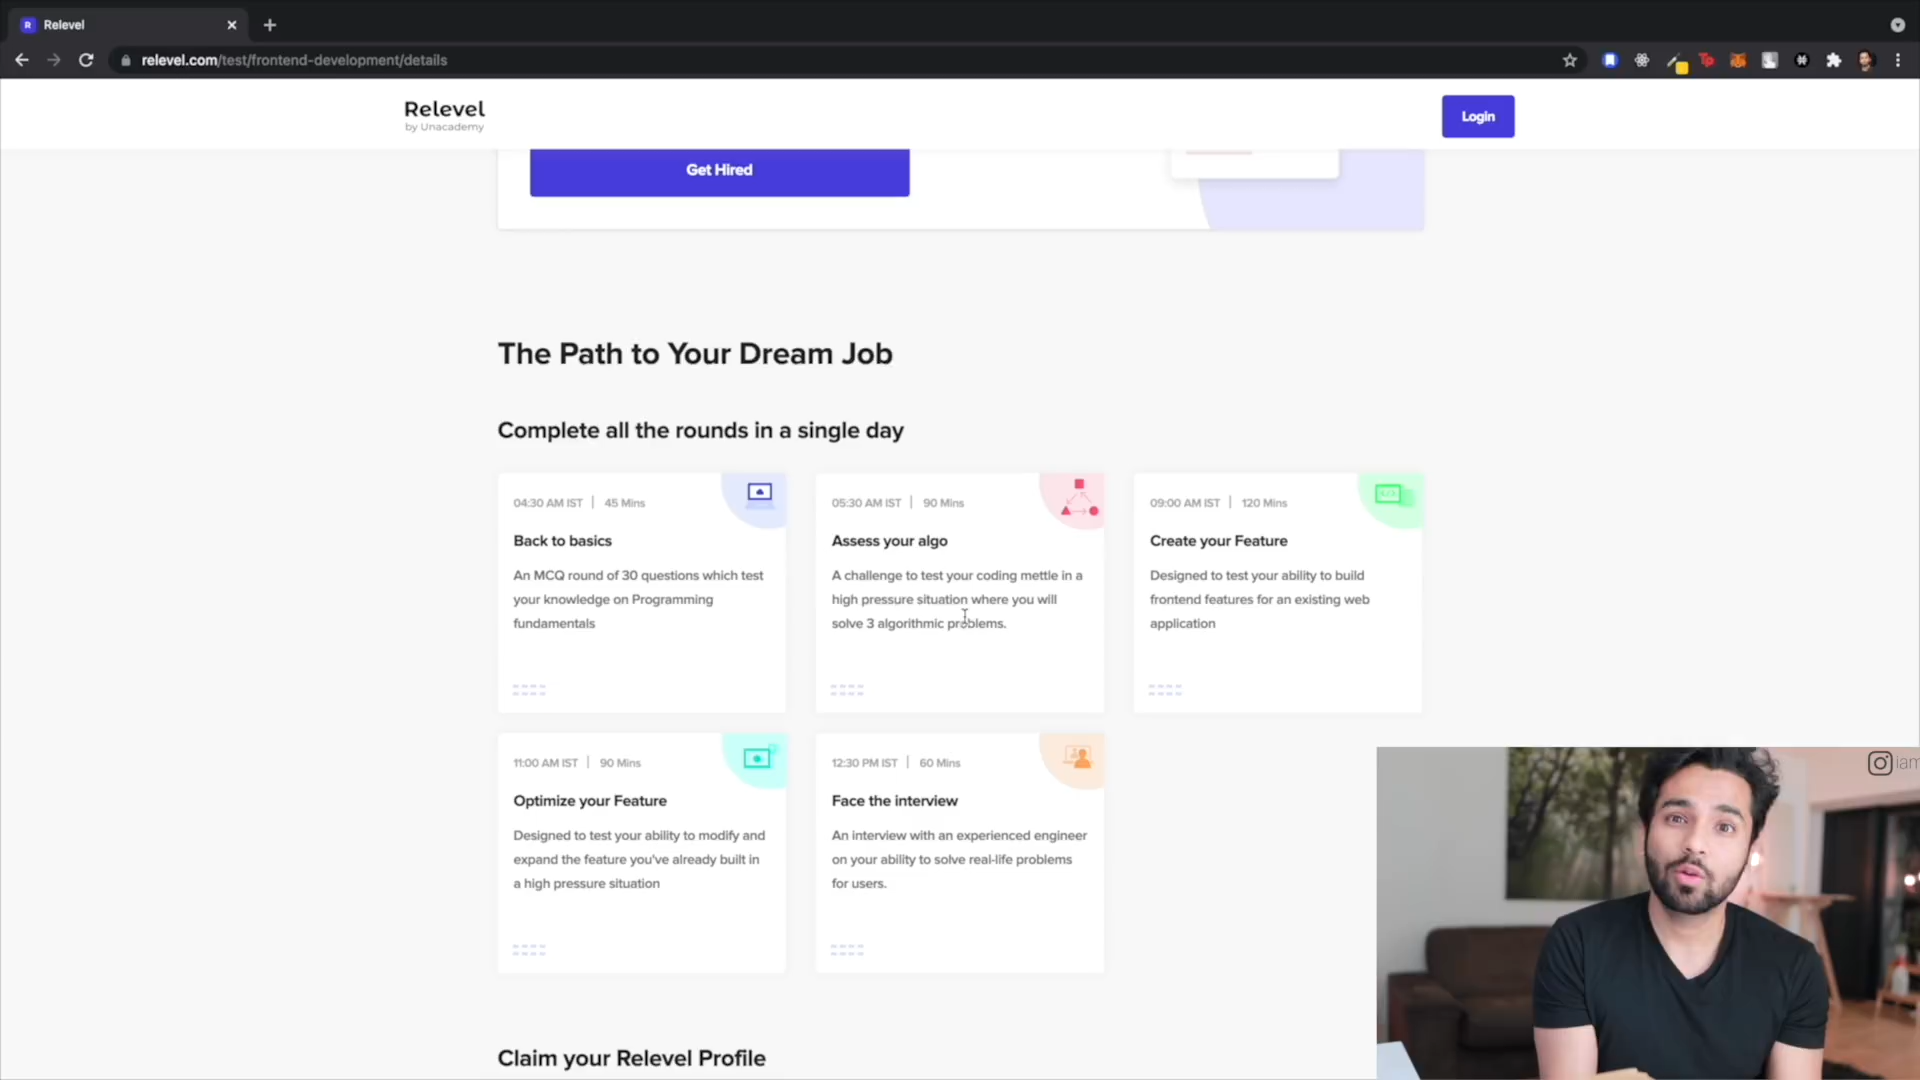 Relevel
relevel.com/test/frontend-development/details
Relevel
by Unacademy
Login
Get Hired
The Path to Your Dream Job
Complete all the rounds in a single day
04:30 AM IST | 45 Mins
Back to basics
An MCQ round of 30 questions which test
your knowledge on Programming
fundamentals
05:30 AM IST | 90 Mins
Assess your algo
A challenge to test your coding mettle in a
high pressure situation where you will
solve 3 algorithmic problems.
09:00 AM IST | 120 Mins
Create your Feature
Designed to test your ability to build
frontend features for an existing web
application
11:00 AM IST | 90 Mins
Optimize your Feature
Designed to test your ability to modify and
expand the feature you've already built in
a high pressure situation
12:30 PM IST | 60 Mins
Face the interview
An interview with an experienced engineer
on your ability to solve real-life problems
for users.
iam
Claim your Relevel Profile